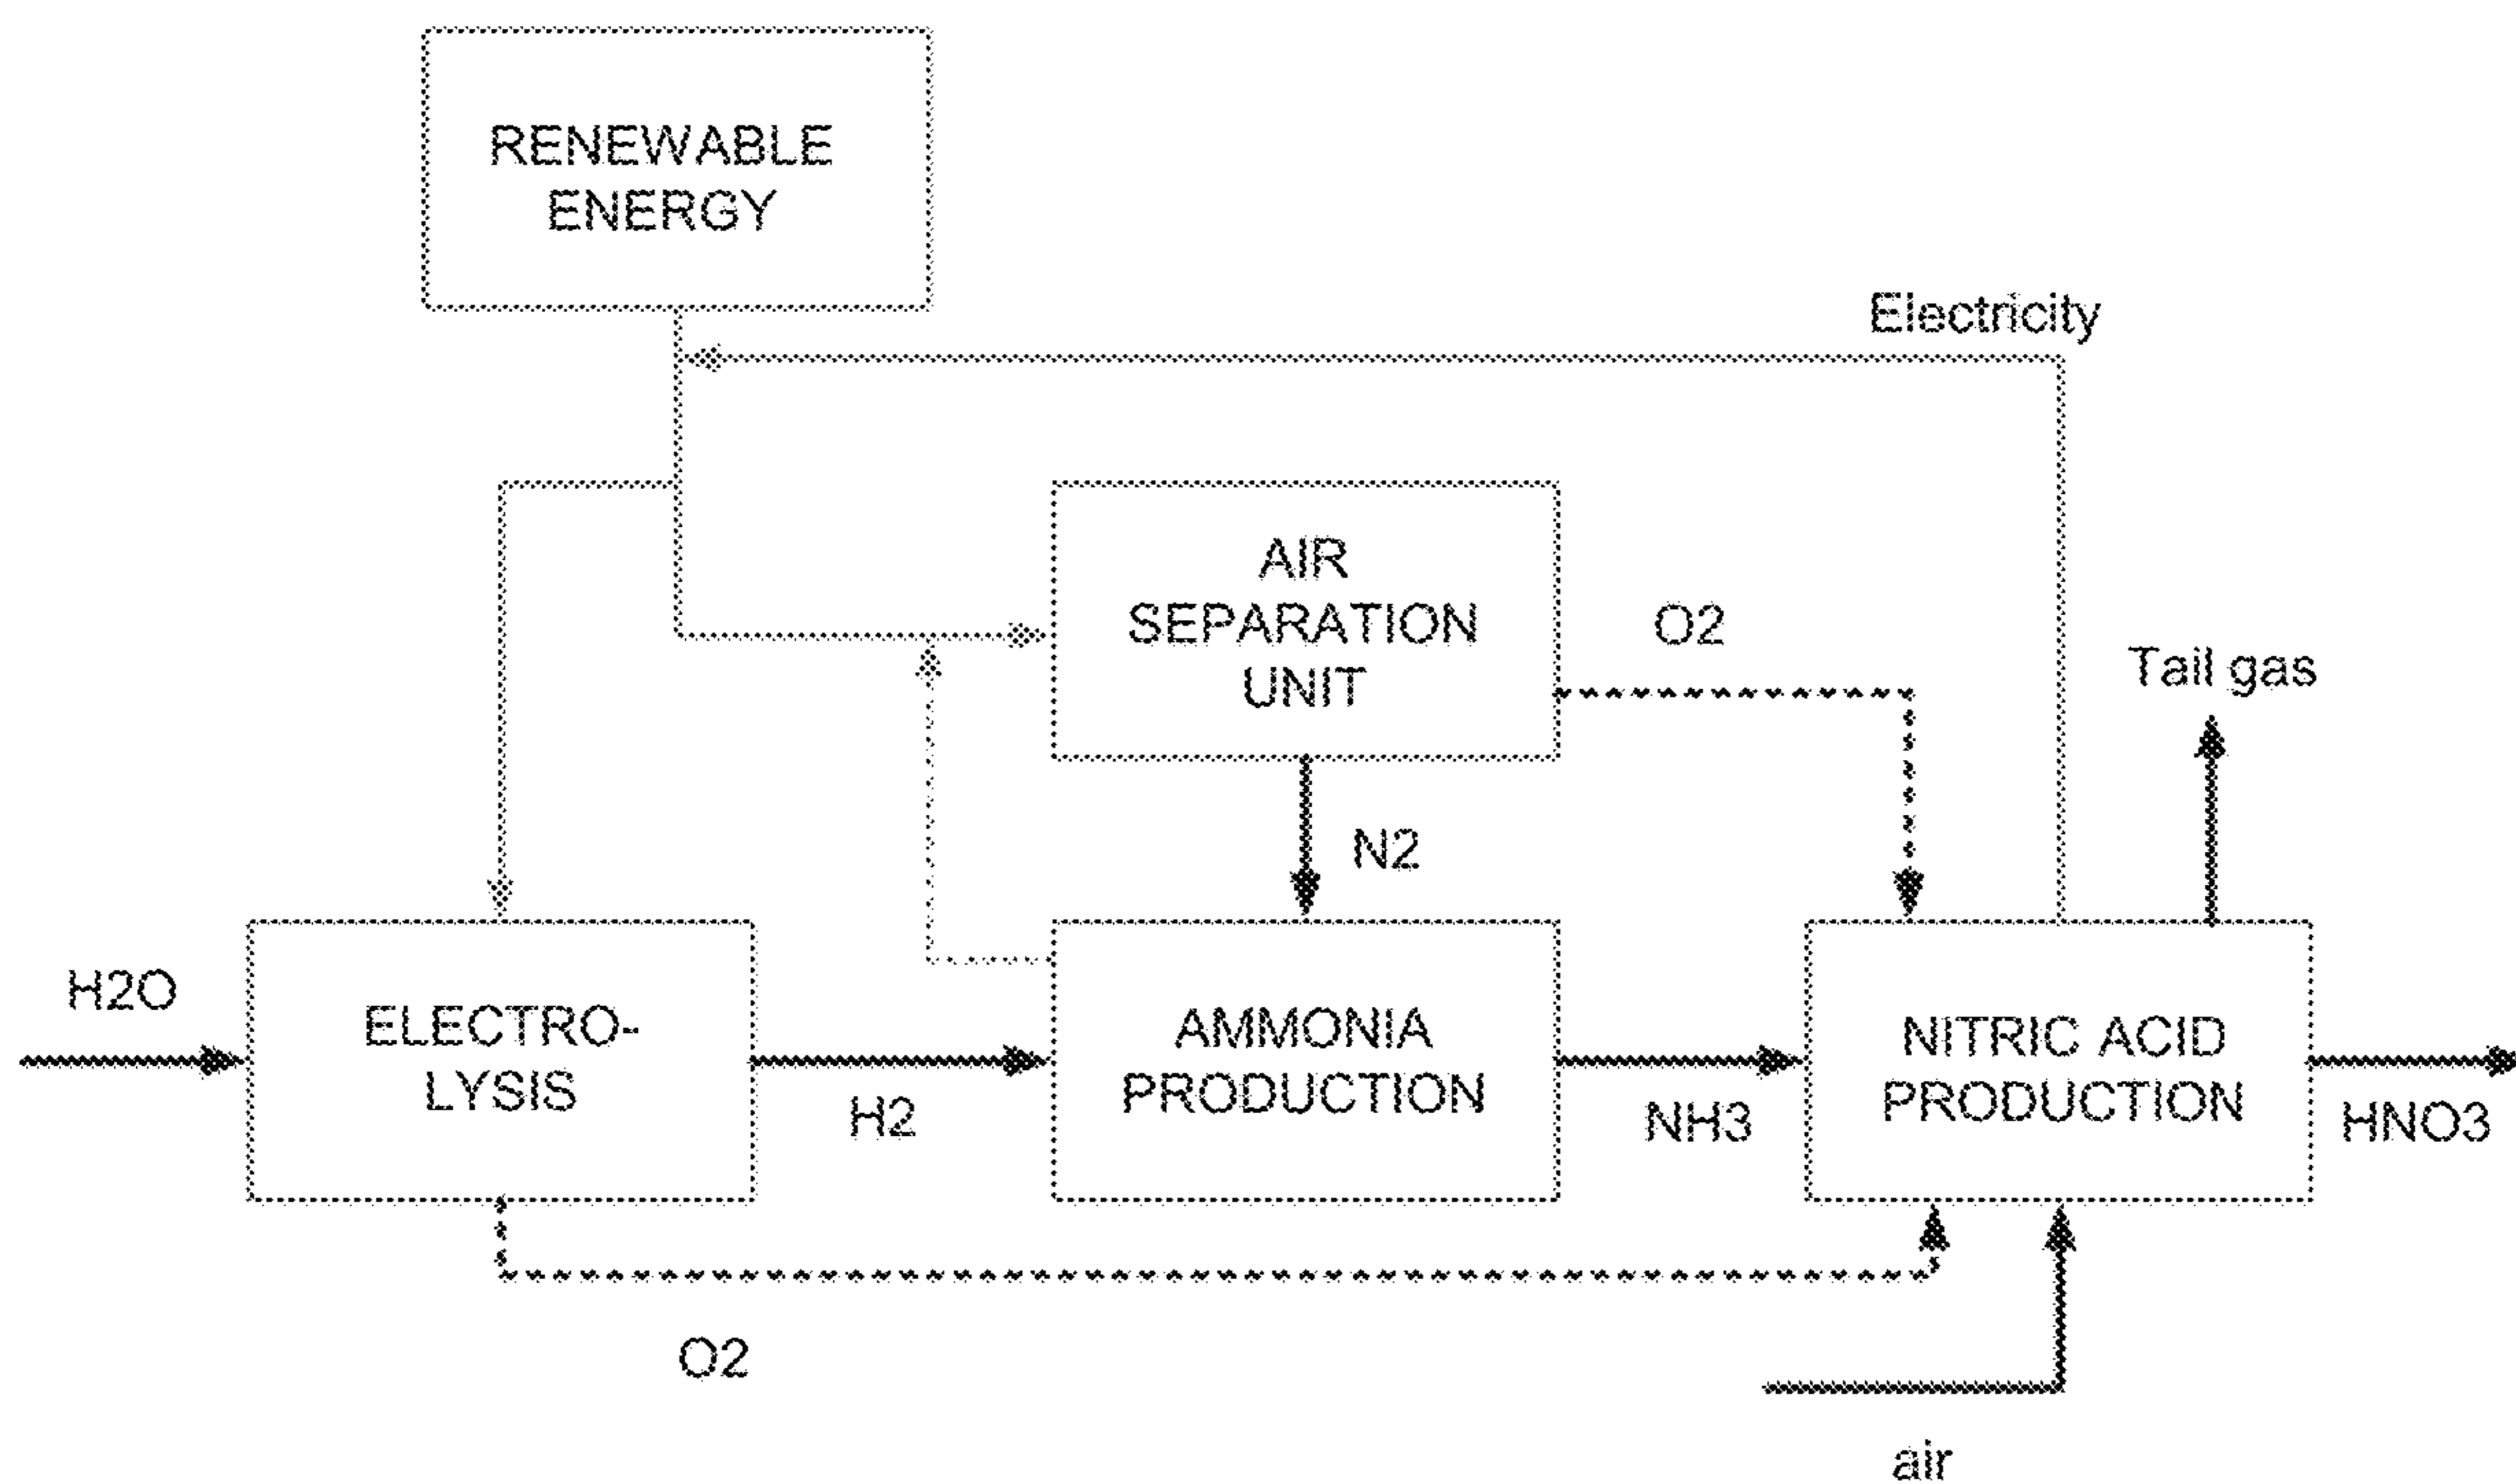 RENEWABLE
ENERGY
Electricity
AIR
SEPARATION
UNIT
O2
Tail gas
N2
H2O
ELECTRO-
LYSIS
H2
AMMONIA
PRODUCTION
NH3
NITRIC ACID
PRODUCTION
HNO3
O2
air